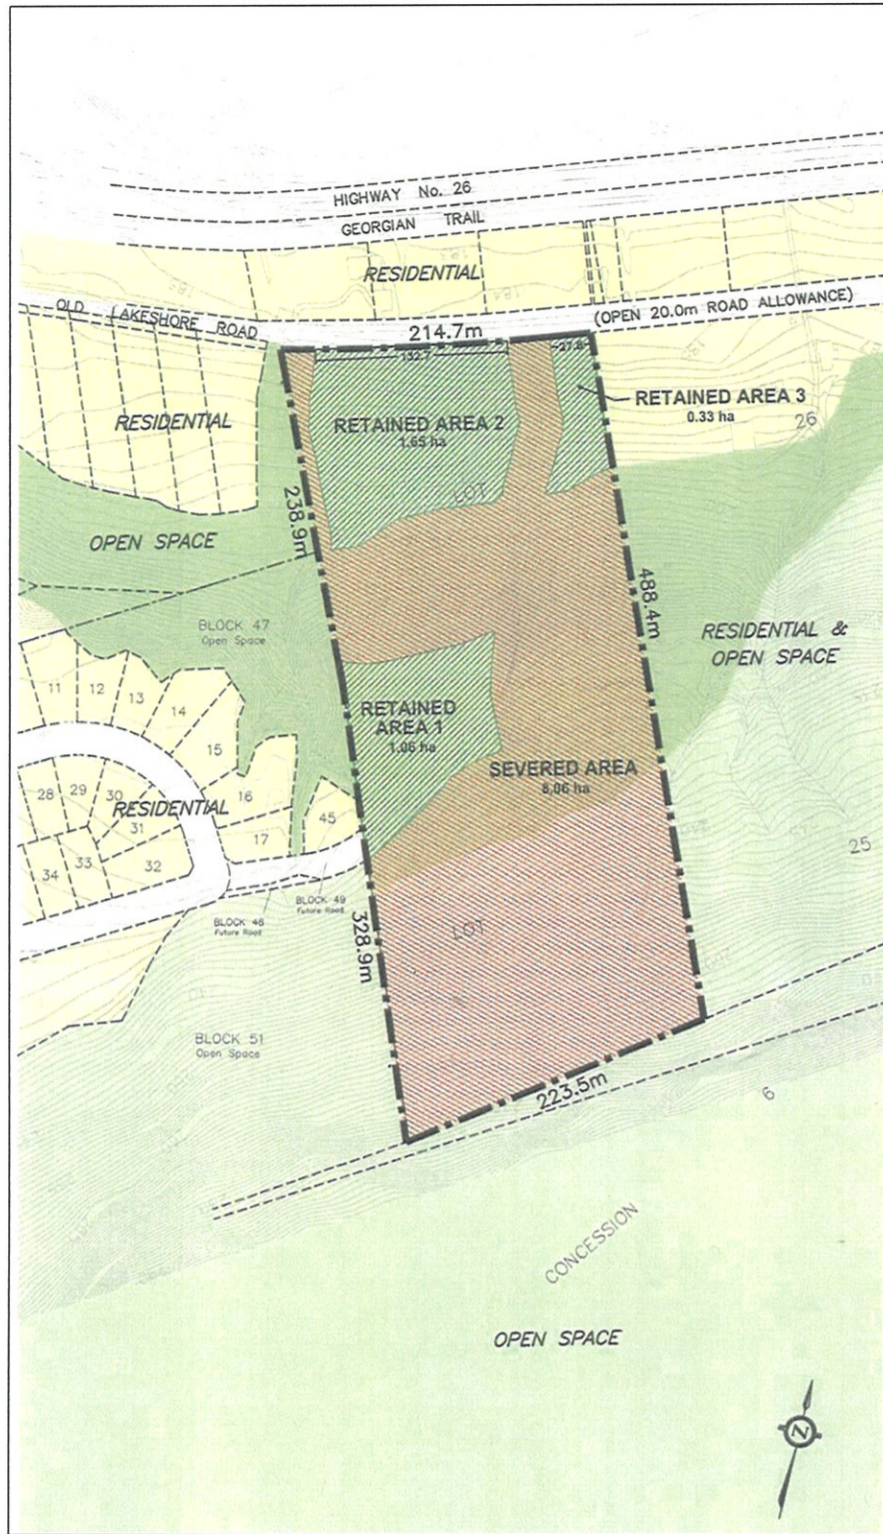 HIGHWAY No. 26
GEORGIAN TRAIL
RESIDENTIAL
OLD LAKESHORE ROAD
(OPEN 20.0m ROAD ALLOWANCE)
214.7m
132.7
27.8
RETAINED AREA 3
0.33 ha
26
RESIDENTIAL
RETAINED AREA 2
1.65 ha
LOT
238.9m
OPEN SPACE
488.4m
BLOCK 47
Open Space
RESIDENTIAL &
OPEN SPACE
11
12
13
14
15
16
17
45
RETAINED
AREA 1
1.06 ha
SEVERED AREA
8.06 ha
28
29
30
RESIDENTIAL
31
32
33
34
25
BLOCK 48
Future Road
BLOCK 49
Future Road
328.9m
LOT
BLOCK 51
Open Space
223.5m
6
CONCESSION
OPEN SPACE
N